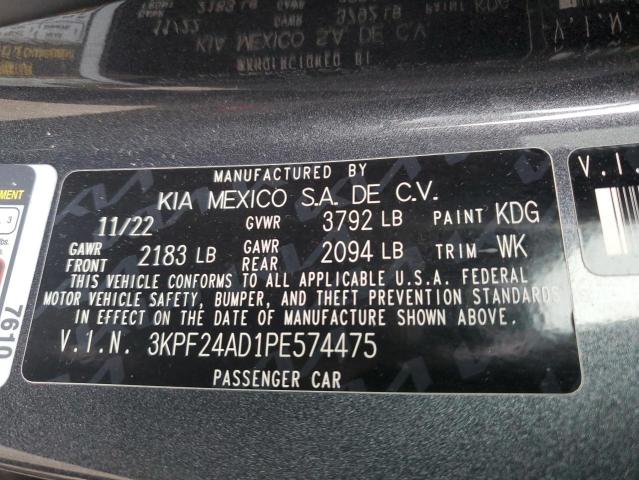 MANUFACTURED BY
KIA MEXICO S.A. DE C.V.
11/22 GVWR 3792 LB PAINT KDG
GAWR FRONT 2183 LB GAWR REAR 2094 LB TRIM WK
THIS VEHICLE CONFORMS TO ALL APPLICABLE U.S.A. FEDERAL
MOTOR VEHICLE SAFETY, BUMPER, AND THEFT PREVENTION STANDARDS
IN EFFECT ON THE DATE OF MANUFACTURE SHOWN ABOVE.
V.I.N. 3KPF24AD1PE574475
PASSENGER CAR
V.I.
7610